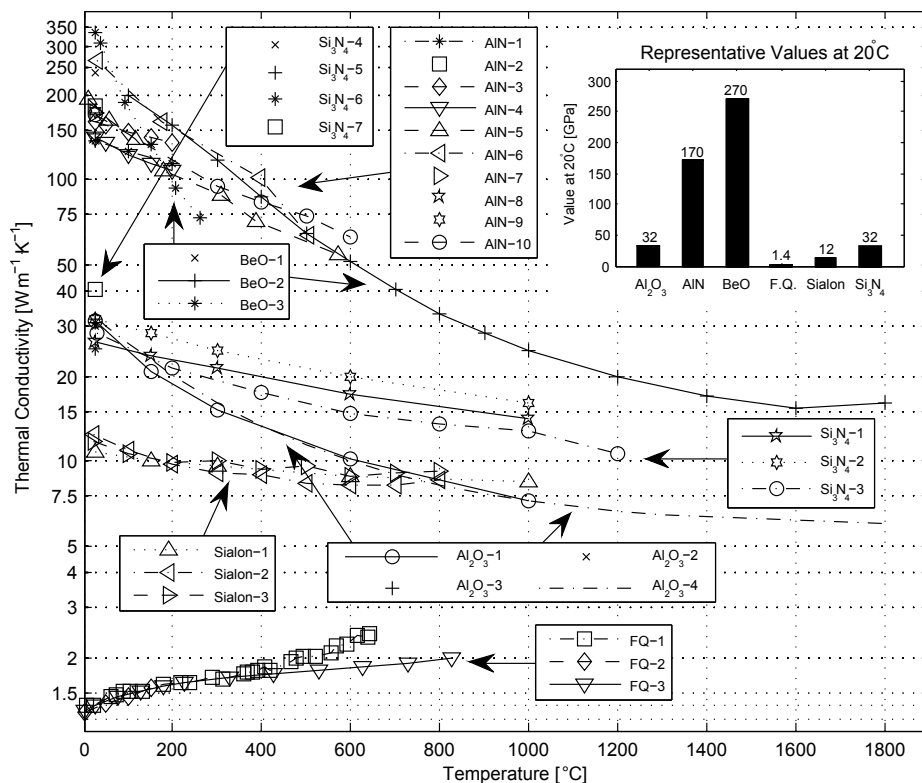 Thermal Conductivity [W m⁻¹ K⁻¹]
350
300
250
200
150
100
75
50
40
30
20
15
10
7.5
5
4
3
2
1.5
0 200 400 600 800 1000 1200 1400 1600 1800
Temperature [°C]
Si₃N₄−4
Si₃N₄−5
Si₃N₄−6
Si₃N₄−7
AlN−1
AlN−2
AlN−3
AlN−4
AlN−5
AlN−6
AlN−7
AlN−8
AlN−9
AlN−10
BeO−1
BeO−2
BeO−3
Representative Values at 20°C
Value at 20°C [GPa]
300
200
100
50
0
32 170 270 1.4 12 32
Al₂O₃ AlN BeO F.Q. Sialon Si₃N₄
Si₃N₄−1
Si₃N₄−2
Si₃N₄−3
Sialon−1
Sialon−2
Sialon−3
Al₂O₃−1 Al₂O₃−2
Al₂O₃−3 Al₂O₃−4
FQ−1
FQ−2
FQ−3